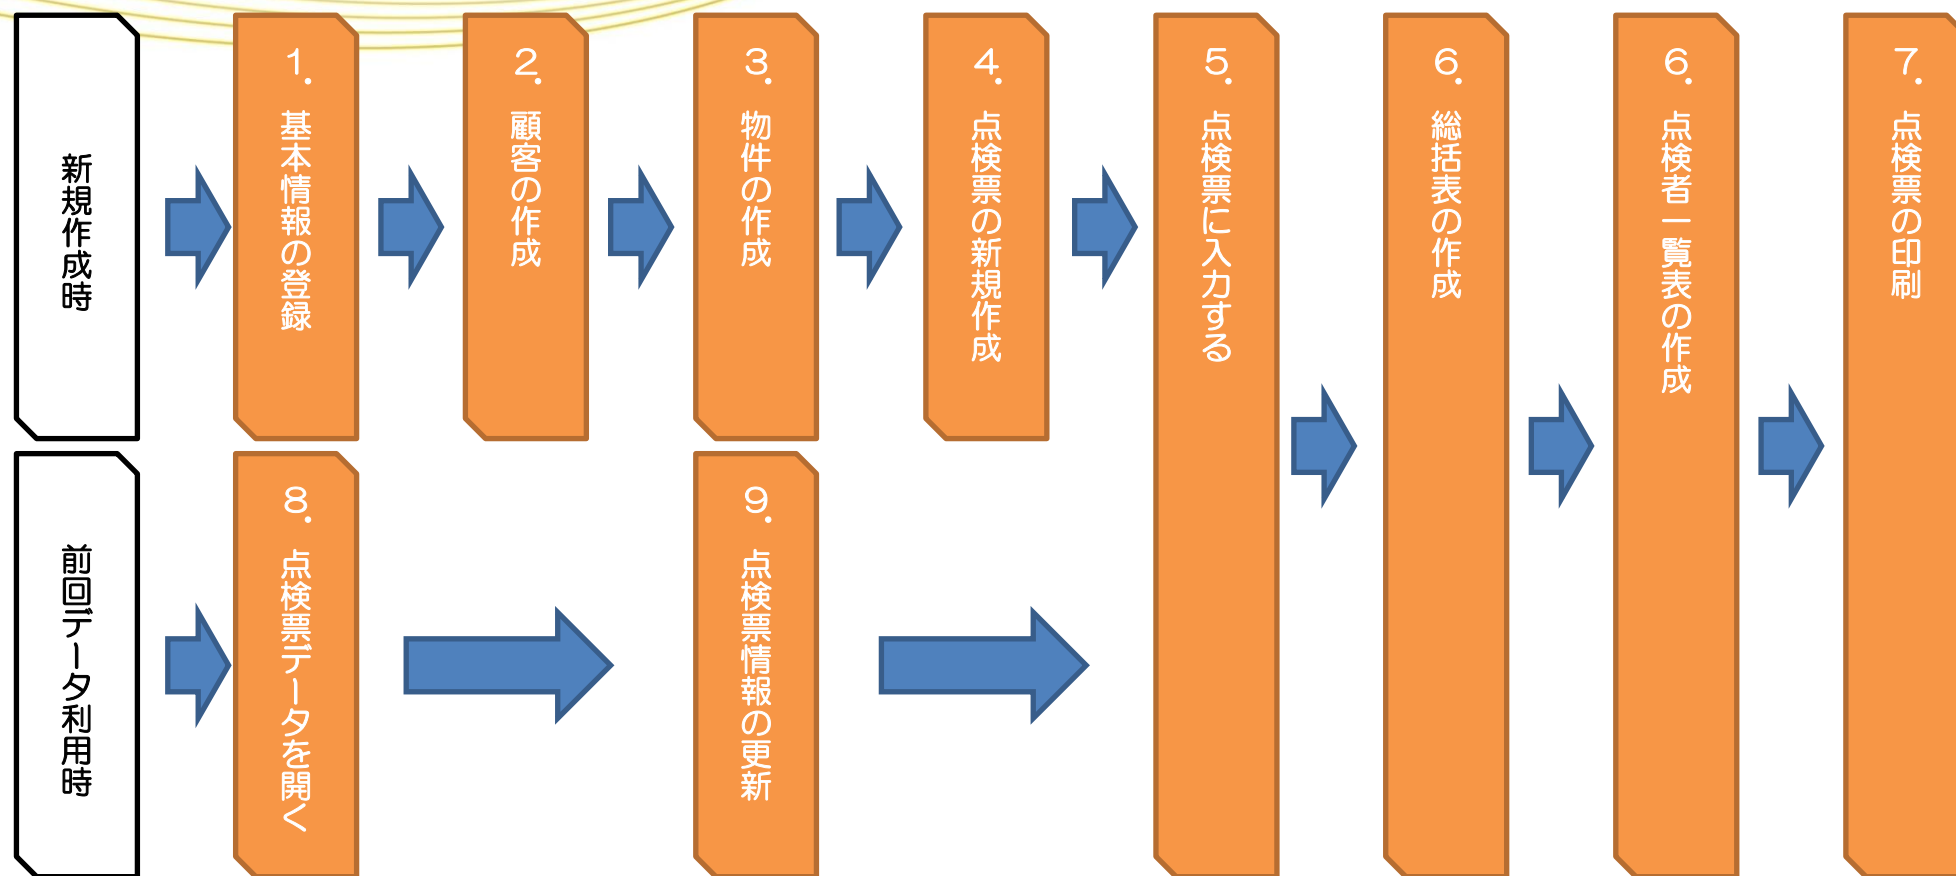 新規作成時
１．基本情報の登録
２．顧客の作成
３．物件の作成
４．点検票の新規作成
５．点検票に入力する
６．総括表の作成
６．点検者一覧表の作成
７．点検票の印刷
前回データ利用時
８．点検票データを開く
９．点検票情報の更新